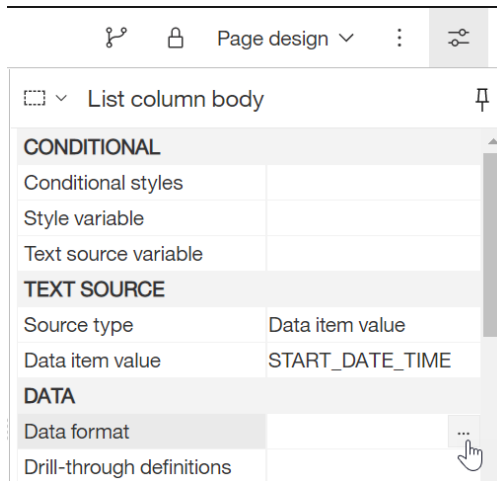 Page design
List column body
CONDITIONAL
Conditional styles
Style variable
Text source variable
TEXT SOURCE
Source type Data item value
Data item value START_DATE_TIME
DATA
Data format ...
Drill-through definitions